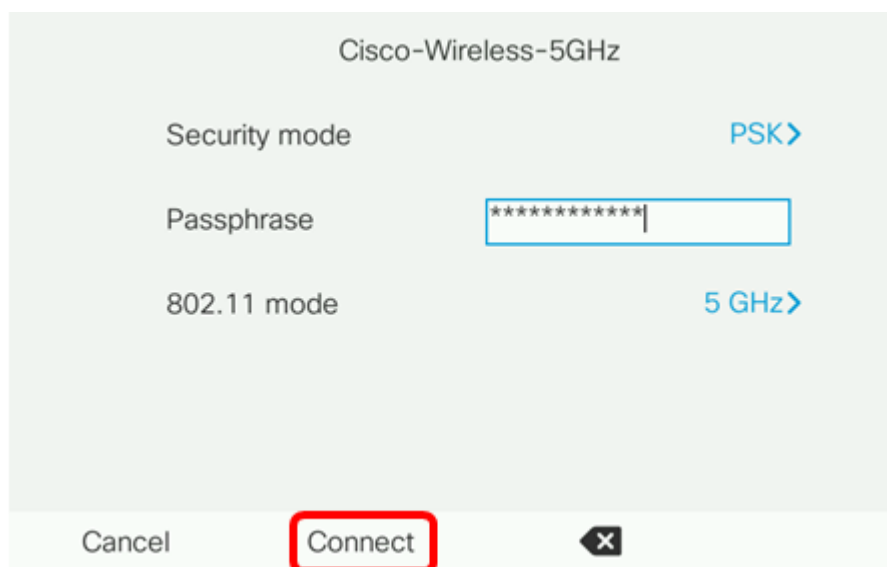 Cisco-Wireless-5GHz
Security mode PSK
Passphrase ************
802.11 mode 5 GHz
Cancel Connect